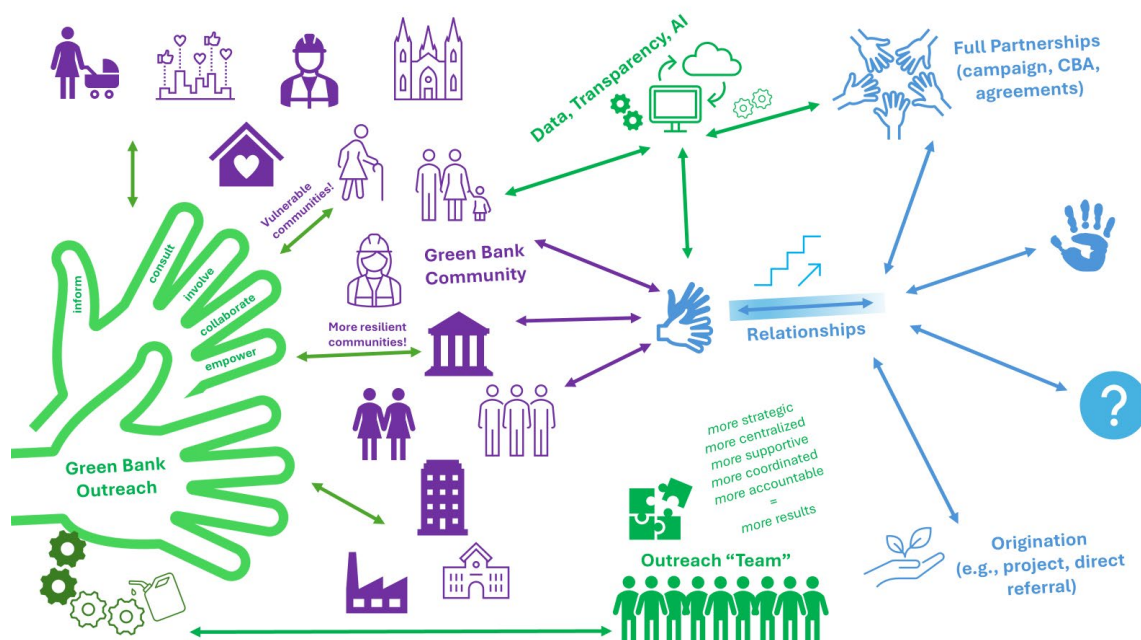 Data, Transparency, AI
Full Partnerships
(campaign, CBA,
agreements)
Vulnerable
communities!
inform
consult
involve
collaborate
empower
Green Bank
Community
More resilient
communities!
Relationships
?
Green Bank
Outreach
more strategic
more centralized
more supportive
more coordinated
more accountable
=
more results
Outreach “Team”
Origination
(e.g., project, direct
referral)